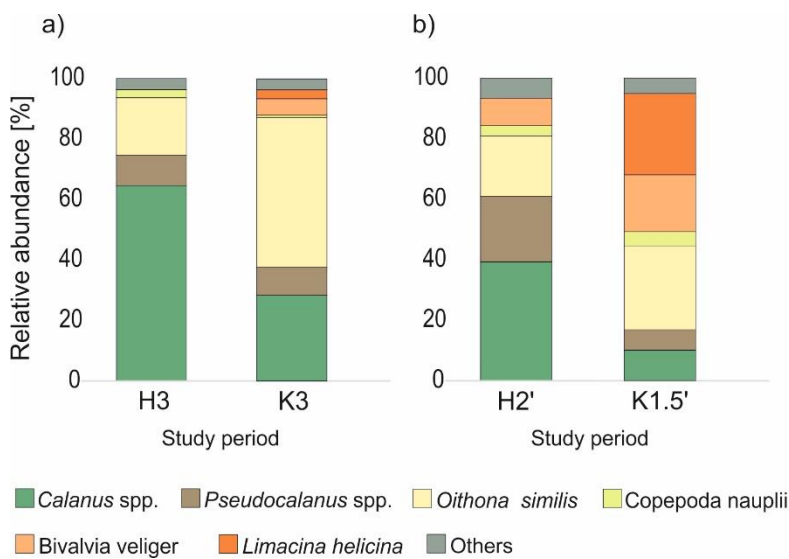 a)
b)
Relative abundance [%]
100
80
60
40
20
0
H3
K3
Study period
100
80
60
40
20
0
H2'
K1.5'
Study period
Calanus spp.
Pseudocalanus spp.
Oithona similis
Copepoda nauplii
Bivalvia veliger
Limacina helicina
Others